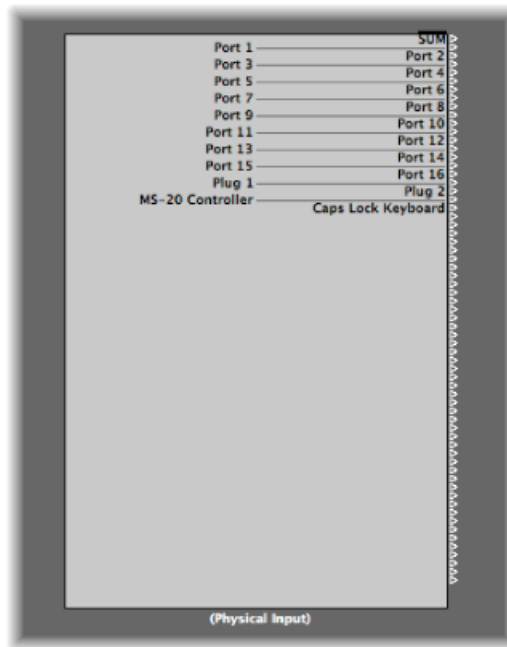 SUM
Port 1
Port 2
Port 3
Port 4
Port 5
Port 6
Port 7
Port 8
Port 9
Port 10
Port 11
Port 12
Port 13
Port 14
Port 15
Port 16
Plug 1
Plug 2
MS-20 Controller
Caps Lock Keyboard
(Physical Input)